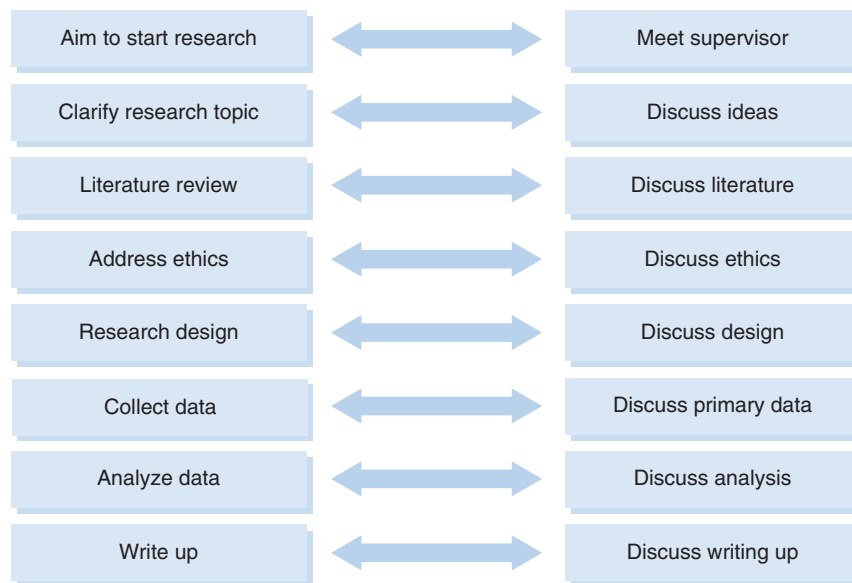 Aim to start research
Meet supervisor
Clarify research topic
Discuss ideas
Literature review
Discuss literature
Address ethics
Discuss ethics
Research design
Discuss design
Collect data
Discuss primary data
Analyze data
Discuss analysis
Write up
Discuss writing up